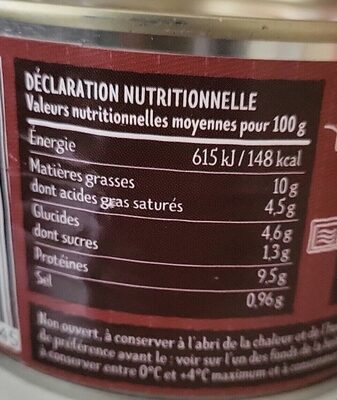 DÉCLARATION NUTRITIONNELLE
Valeurs nutritionnelles moyennes pour 100 g
Énergie 615 kJ / 148 kcal
Matières grasses 10 g
dont acides gras saturés 4,5 g
Glucides 4,6 g
dont sucres 1,3 g
Protéines 9,5 g
Sel 0,96 g
Non ouvert, à conserver à l'abri de la chaleur et de l'
de préférence avant le : voir sur l'un des fonds de la
à conserver entre 0°C et +4°C maximum et à